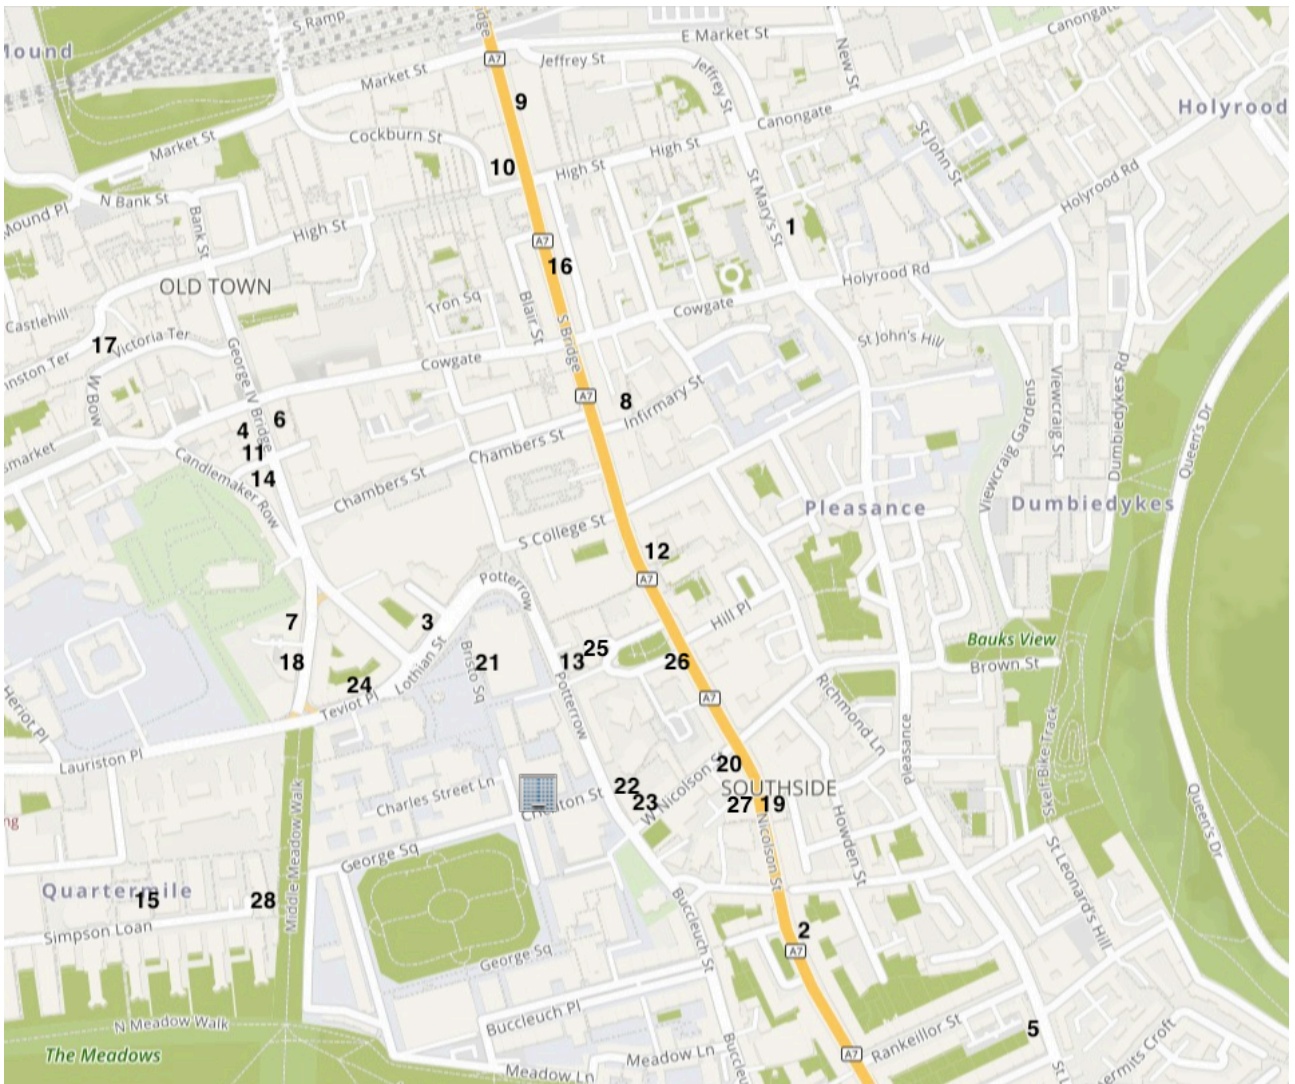 S Ramp
E Market St
Canongate
Mound
A7
Jeffrey St
Market St
Jeffrey St
New St
9
Holyrood
Canongate
Cockburn St
Market St
High St
St John St
10
High St
Holyrood Rd
N Bank St
Mound Pl
Bank St
St Mary's St
1
High St
A7
16
Holyrood Rd
OLD TOWN
Tron Sq
Cowgate
Castlehill
Blair St
S Bridge
17
Victoria Ter
St John's Hill
George IV Bridge
Cowgate
W Bow
A7
8
Infirmary St
Viewcraig Gardens
Viewcraig St
Dumbiedykes Rd
Queen's Dr
6
4
11
Chambers St
14
Candlemaker Row
Chambers St
Pleasance
Dumbiedykes
S College St
12
A7
Potterrow
Hill Pl
7
3
Bauks View
18
21
13
25
26
Brown St
24
Lothian St
Bristo Sq
Teviot Pl
Potterrow
A7
Richmond Ln
Heriot Pl
Lauriston Pl
Pleasance
Skelf Bike Track
20
22
23
W Nicolson St
SOUTHSIDE
27
19
Charles Street Ln
Queen's Dr
Middle Meadow Walk
George Sq
Nicolson St
Howden St
St Leonard's Hill
Quartermile
15
28
Buccleuch St
Simpson Loan
2
A7
George Sq
N Meadow Walk
Buccleuch Pl
Rankeillor St
5
The Meadows
Meadow Ln
A7
Meadow Ln